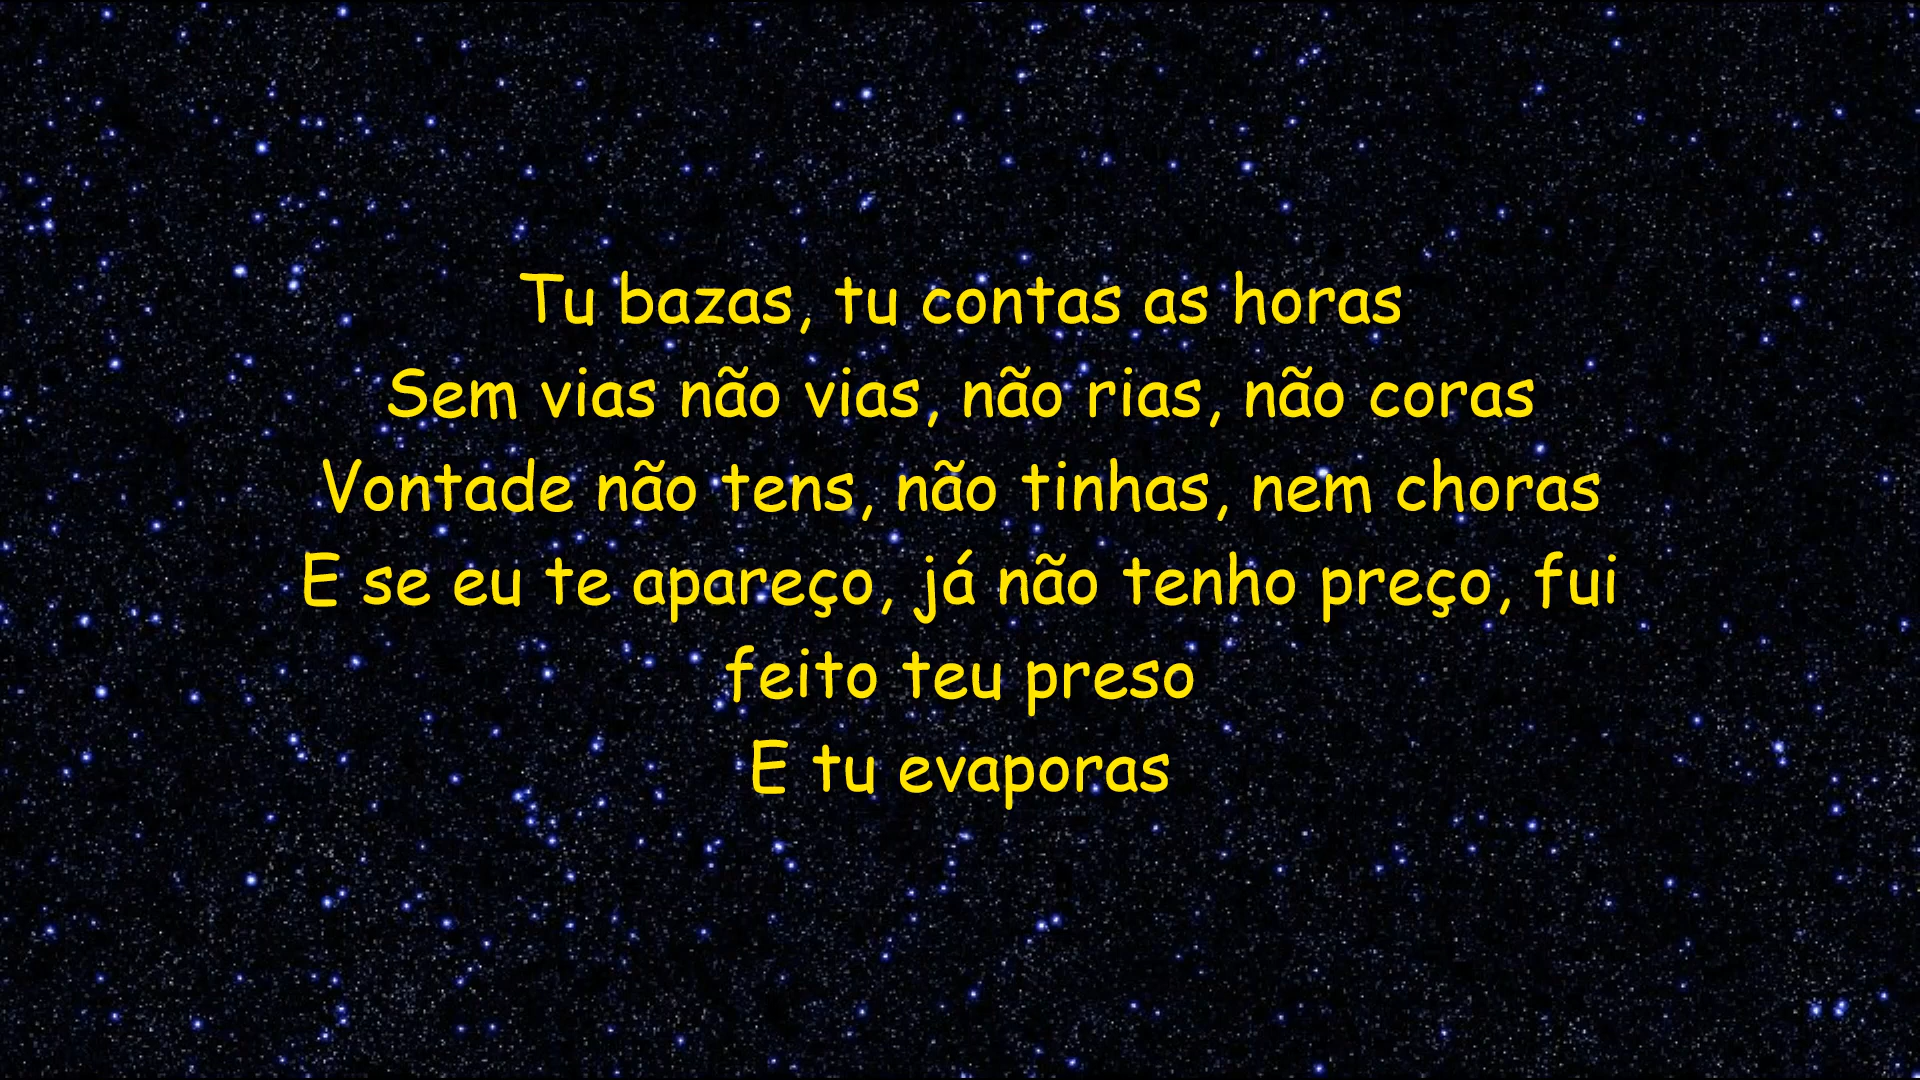 Tu bazas, tu contas as horas
Sem vias não vias, não rias, não coras
Vontade não tens, não tinhas, nem choras
E se eu te apareço, já não tenho preço, fui
feito teu preso
E tu evaporas